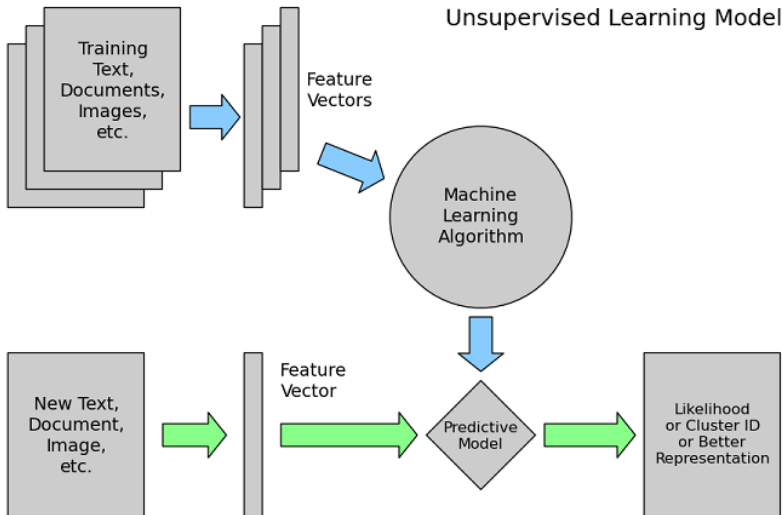 Unsupervised Learning Model
Training
Text,
Documents,
Images,
etc.
Feature
Vectors
Machine
Learning
Algorithm
New Text,
Document,
Image,
etc.
Feature
Vector
Predictive
Model
Likelihood
or Cluster ID
or Better
Representation